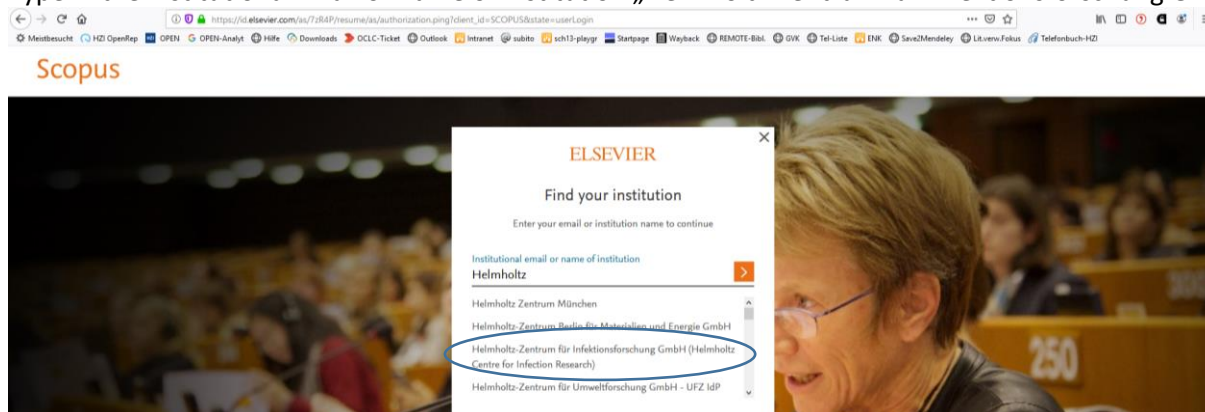 https://id.elsevier.com/as/7zR4P/resume/as/authorization.ping?client_id=SCOPUS&state=userLogin
Meistbesucht HZI OpenRep OPEN OPEN-Analyt Hilfe Downloads OCLC-Ticket Outlook Intranet subito sch13-playgr Startpage Wayback REMOTE-Bibl. GVK Tel-Liste ENK Save2Mendeley Lit.verw.Fokus Telefonbuch-HZI
Scopus
ELSEVIER
Find your institution
Enter your email or institution name to continue
Institutional email or name of institution
Helmholtz
Helmholtz Zentrum München
Helmholtz-Zentrum Berlin für Materialien und Energie GmbH
Helmholtz-Zentrum für Infektionsforschung GmbH (Helmholtz
Centre for Infection Research)
Helmholtz-Zentrum für Umweltforschung GmbH - UFZ IdP
250